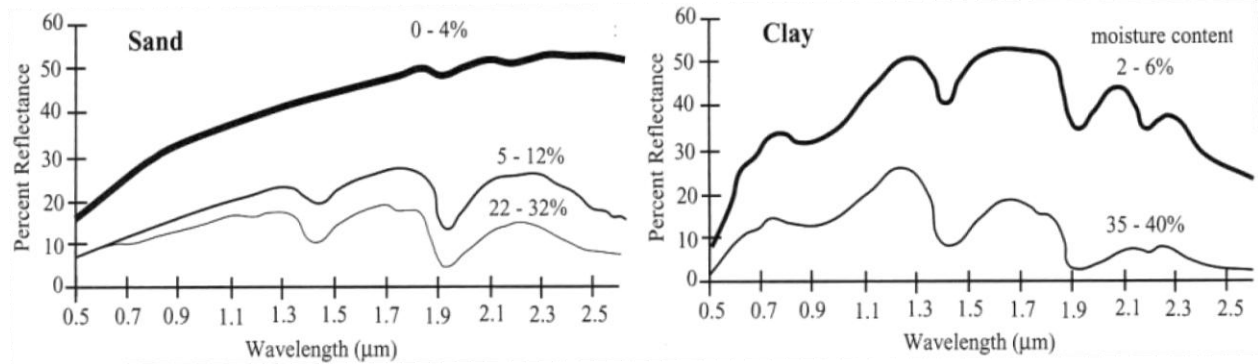 Sand
0 - 4%
5 - 12%
22 - 32%
Percent Reflectance
60
50
40
30
20
10
0
0.5 0.7 0.9 1.1 1.3 1.5 1.7 1.9 2.1 2.3 2.5
Wavelength (µm)
Clay
moisture content
2 - 6%
35 - 40%
Percent Reflectance
60
50
40
30
20
10
0
0.5 0.7 0.9 1.1 1.3 1.5 1.7 1.9 2.1 2.3 2.5
Wavelength (µm)